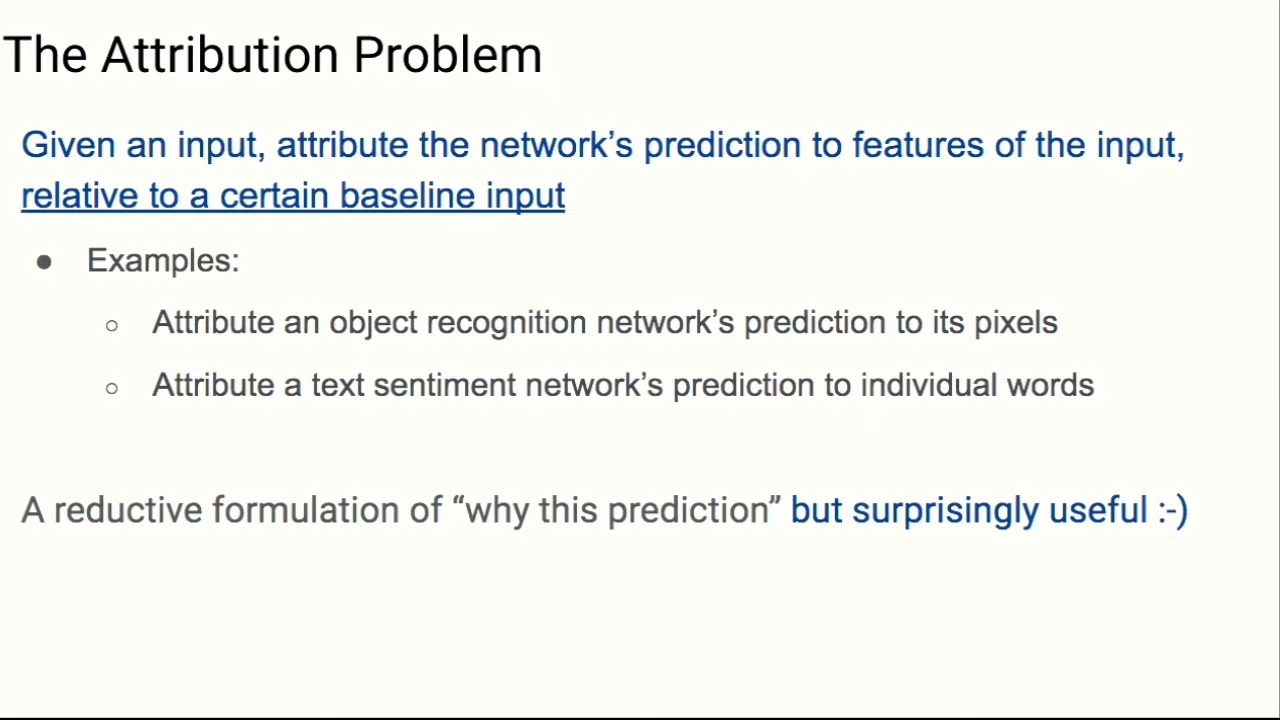 The Attribution Problem
Given an input, attribute the network’s prediction to features of the input,
relative to a certain baseline input
● Examples:
○ Attribute an object recognition network’s prediction to its pixels
○ Attribute a text sentiment network’s prediction to individual words
A reductive formulation of “why this prediction” but surprisingly useful :-)